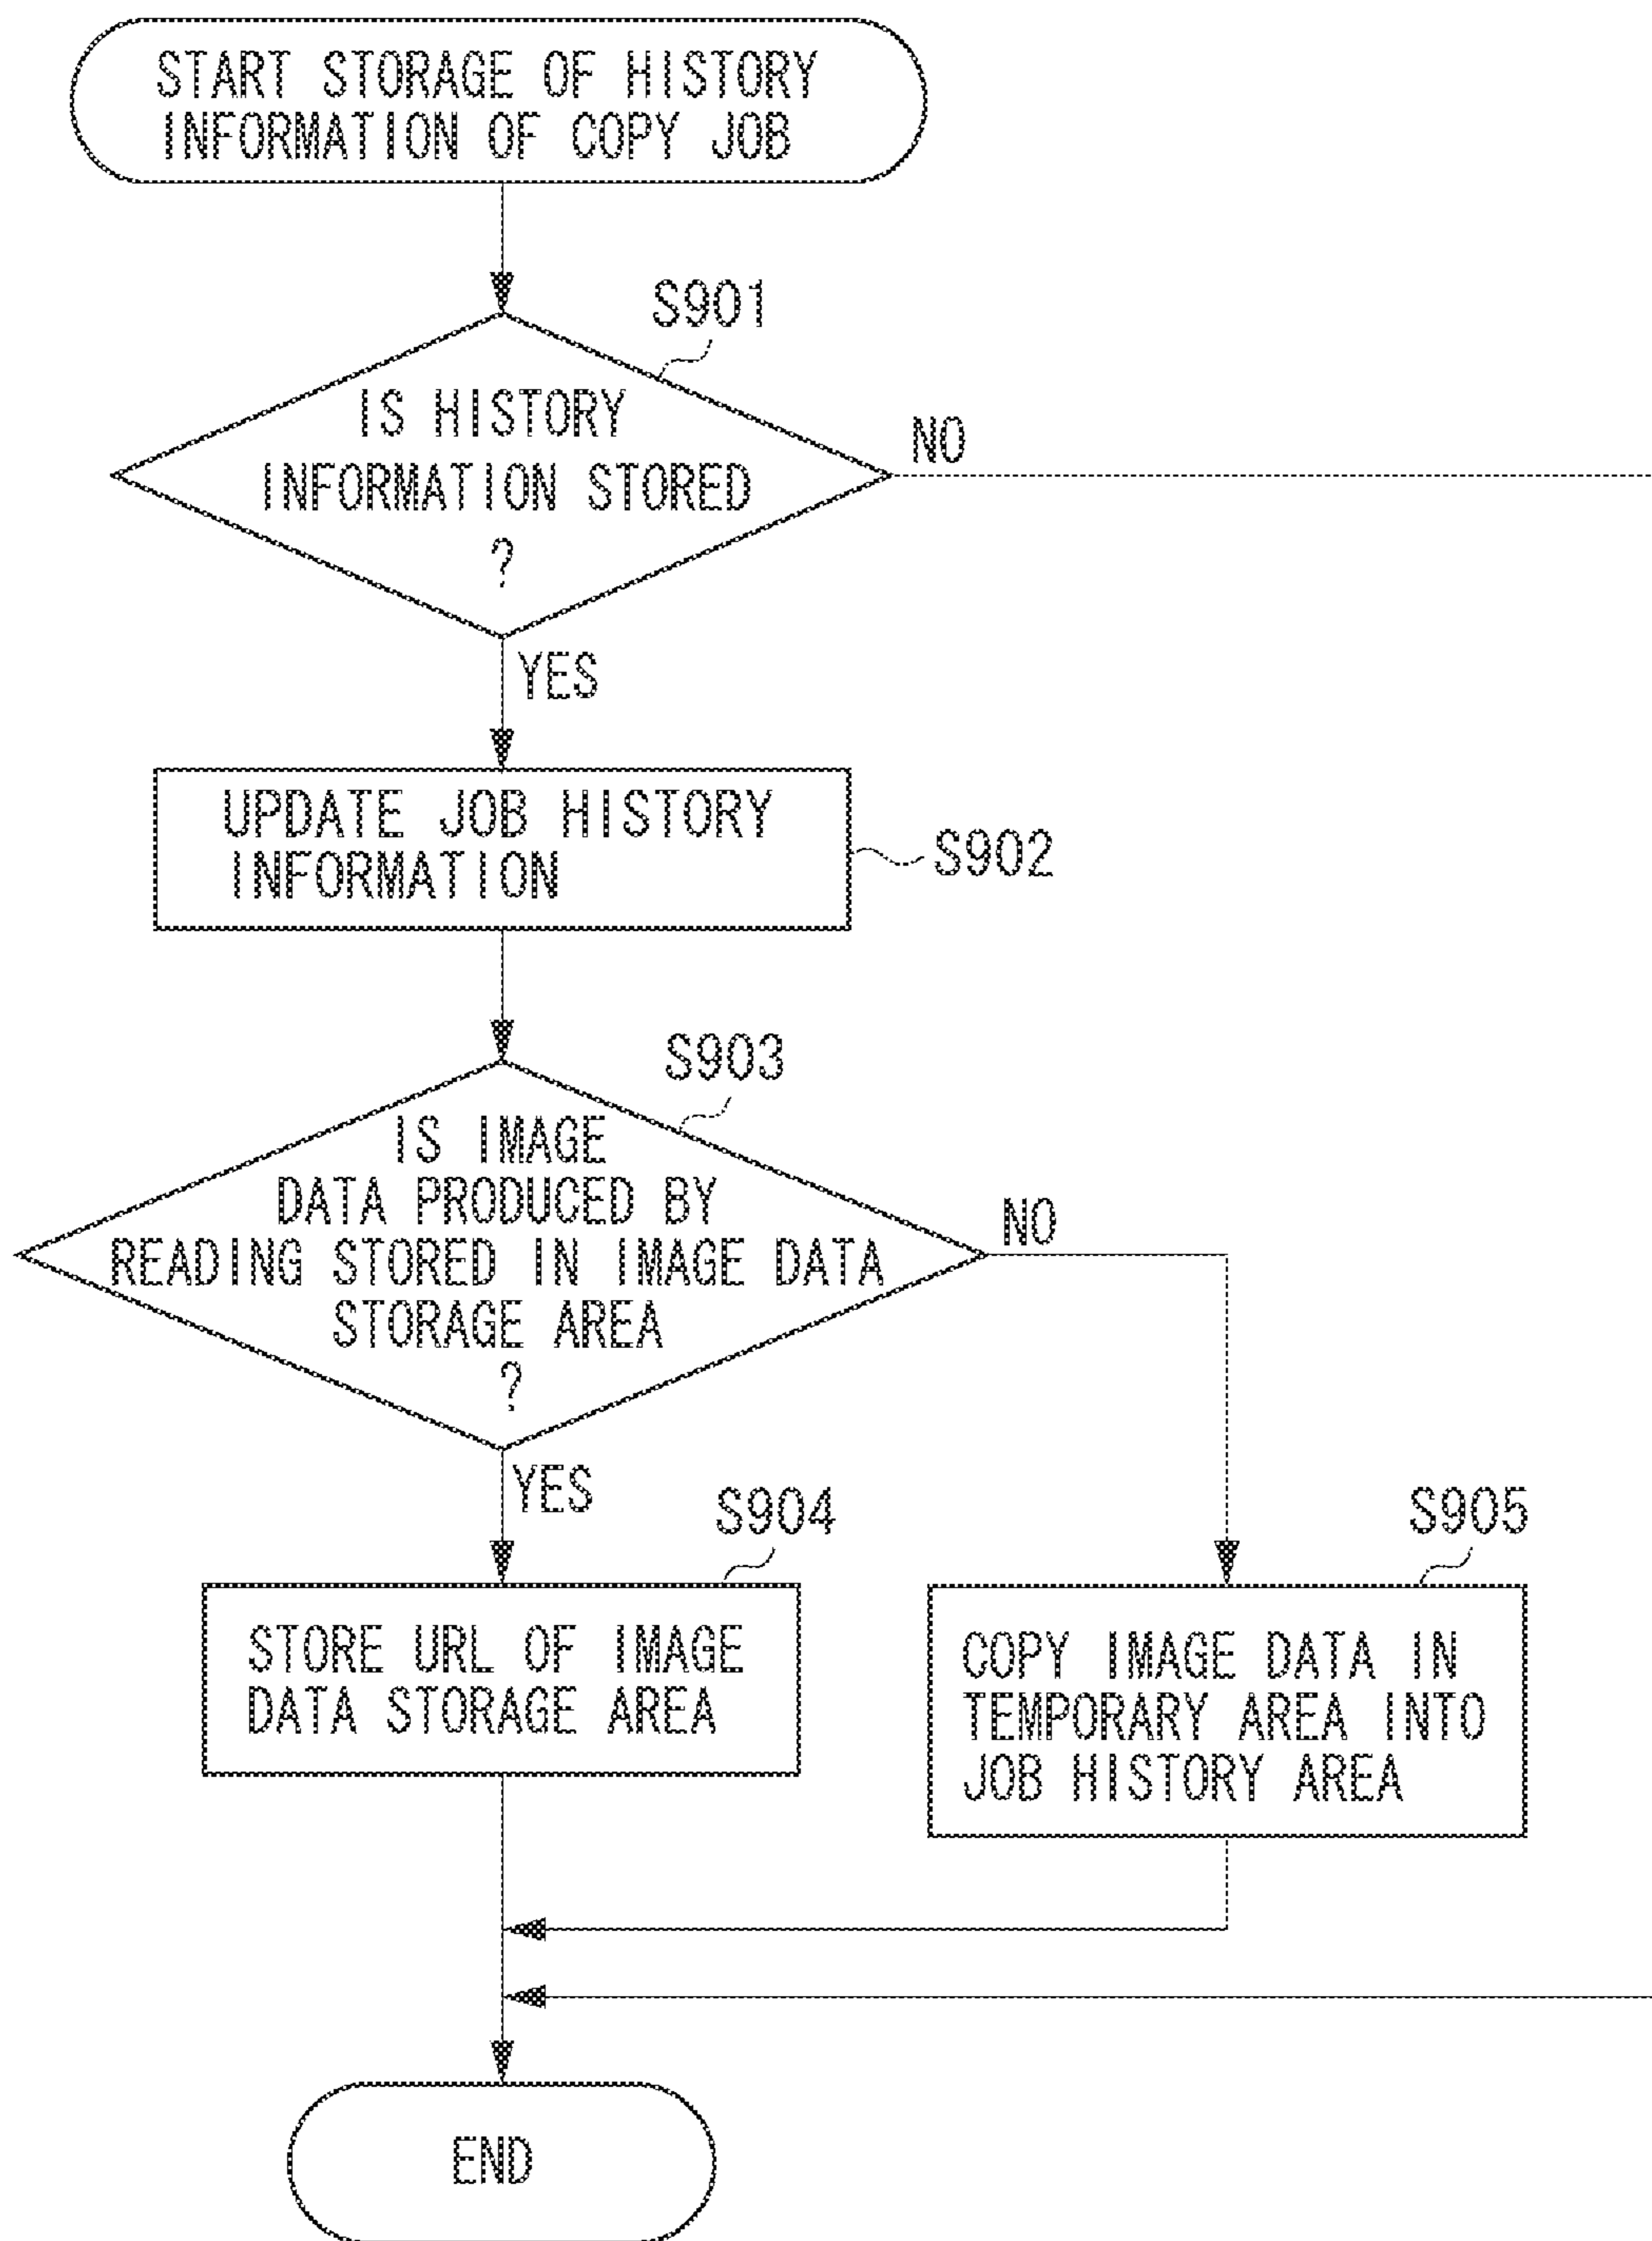 START STORAGE OF HISTORY
INFORMATION OF COPY JOB
S901
IS HISTORY
INFORMATION STORED
?
NO
YES
UPDATE JOB HISTORY
INFORMATION
S902
S903
IS IMAGE
DATA PRODUCED BY
READING STORED IN IMAGE DATA
STORAGE AREA
?
NO
YES
S904
STORE URL OF IMAGE
DATA STORAGE AREA
S905
COPY IMAGE DATA IN
TEMPORARY AREA INTO
JOB HISTORY AREA
END